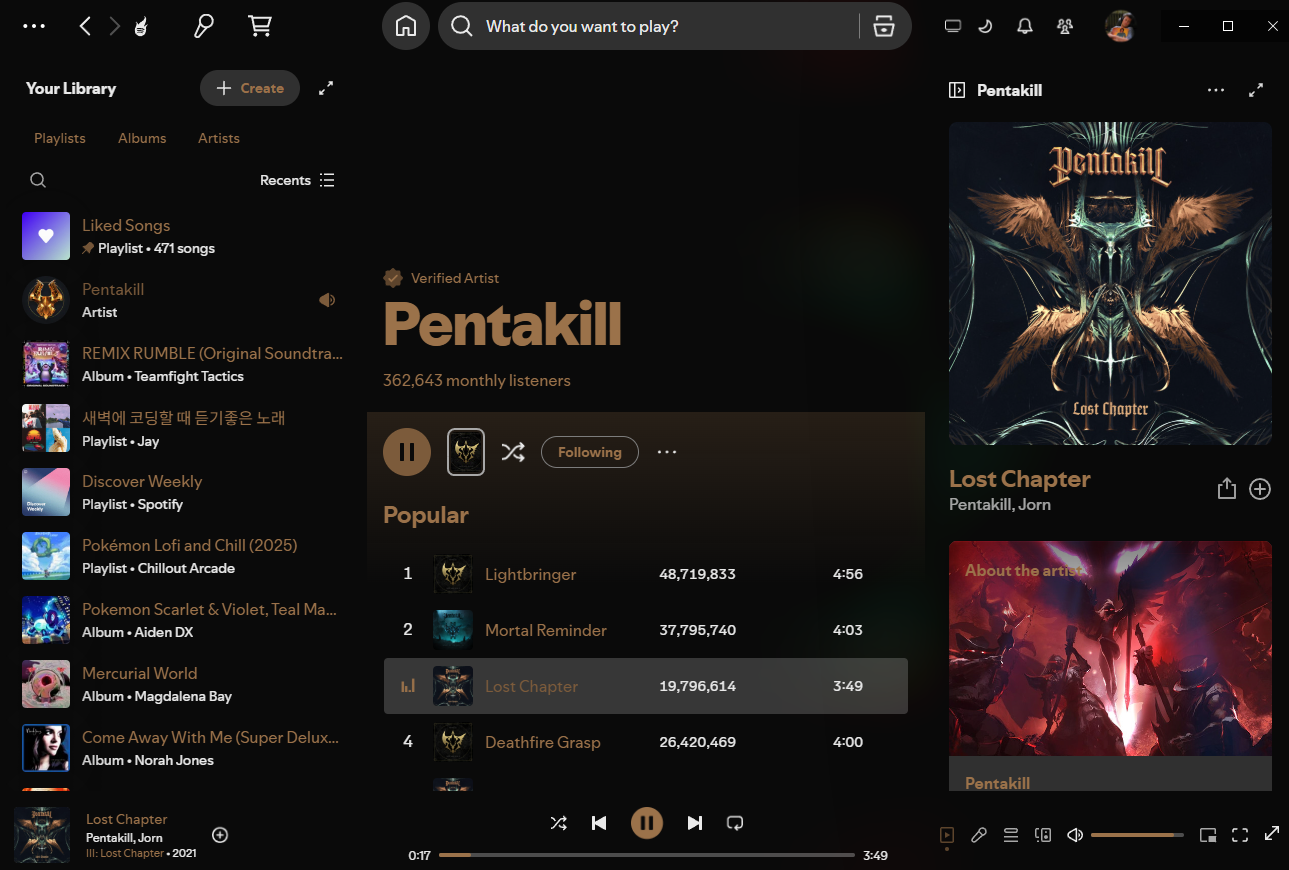 What do you want to play?
Your Library
Create
Playlists
Albums
Artists
Recents
Liked Songs
Playlist • 471 songs
Pentakill
Artist
REMIX RUMBLE (Original Soundtra...
Album • Teamfight Tactics
새벽에 코딩할 때 듣기좋은 노래
Playlist • Jay
Discover Weekly
Playlist • Spotify
Pokémon Lofi and Chill (2025)
Playlist • Chillout Arcade
Pokemon Scarlet & Violet, Teal Ma...
Album • Aiden DX
Mercurial World
Album • Magdalena Bay
Come Away With Me (Super Delux...
Album • Norah Jones
Verified Artist
Pentakill
362,643 monthly listeners
Following
Popular
1 Lightbringer 48,719,833 4:56
2 Mortal Reminder 37,795,740 4:03
Lost Chapter 19,796,614 3:49
4 Deathfire Grasp 26,420,469 4:00
Pentakill
Pentakill
Lost Chapter
Lost Chapter
Pentakill, Jorn
About the artist
Pentakill
Lost Chapter
Pentakill, Jorn
III: Lost Chapter • 2021
0:17
3:49